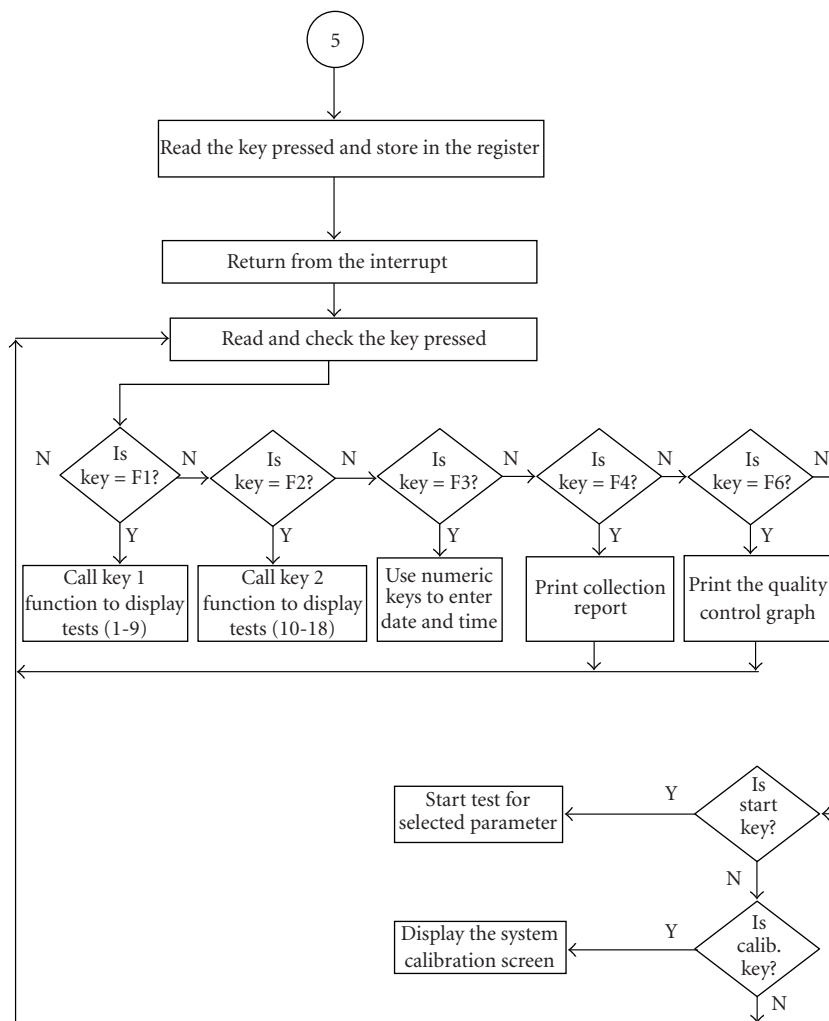 5
Read the key pressed and store in the register
Return from the interrupt
Read and check the key pressed
N
Is
key = F1?
N
Is
key = F2?
N
Is
key = F3?
N
Is
key = F4?
N
Is
key = F6?
N
Y
Y
Y
Y
Y
Call key 1
function to display
tests (1-9)
Call key 2
function to display
tests (10-18)
Use numeric
keys to enter
date and time
Print collection
report
Print the quality
control graph
Start test for
selected parameter
Y
Is
start
key?
N
Display the system
calibration screen
Y
Is
calib.
key?
N